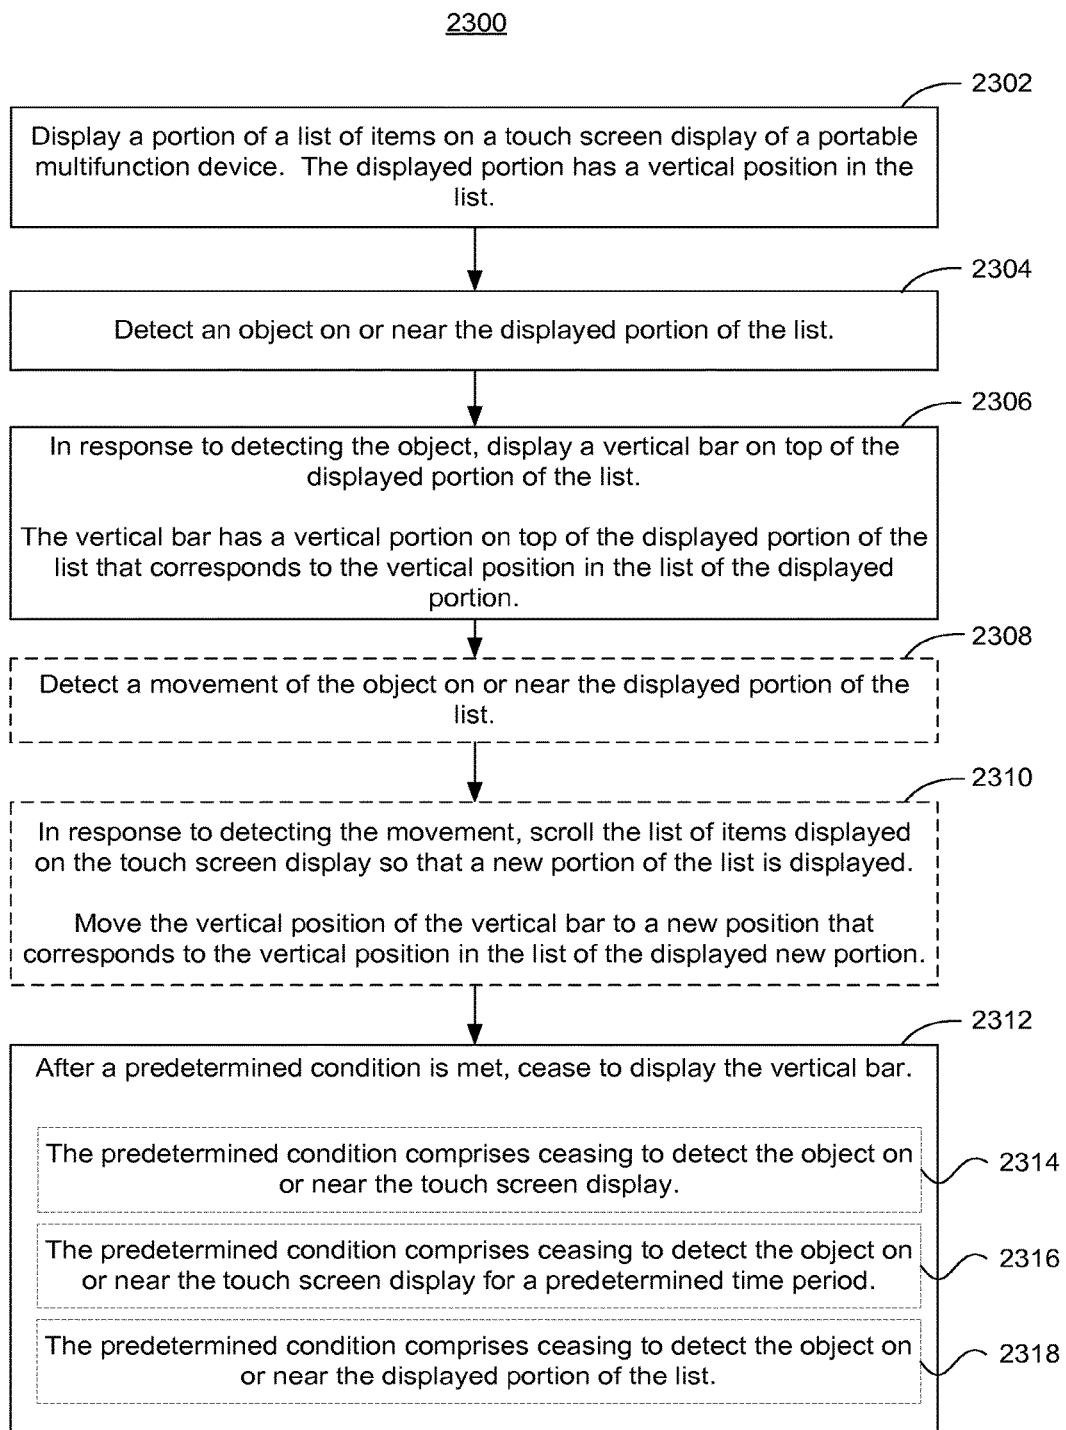 2300
2302
Display a portion of a list of items on a touch screen display of a portable
multifunction device.  The displayed portion has a vertical position in the
list.
2304
Detect an object on or near the displayed portion of the list.
2306
In response to detecting the object, display a vertical bar on top of the
displayed portion of the list.
The vertical bar has a vertical portion on top of the displayed portion of the
list that corresponds to the vertical position in the list of the displayed
portion.
2308
Detect a movement of the object on or near the displayed portion of the
list.
2310
In response to detecting the movement, scroll the list of items displayed
on the touch screen display so that a new portion of the list is displayed.
Move the vertical position of the vertical bar to a new position that
corresponds to the vertical position in the list of the displayed new portion.
2312
After a predetermined condition is met, cease to display the vertical bar.
The predetermined condition comprises ceasing to detect the object on
or near the touch screen display.
2314
The predetermined condition comprises ceasing to detect the object on
or near the touch screen display for a predetermined time period.
2316
The predetermined condition comprises ceasing to detect the object on
or near the displayed portion of the list.
2318